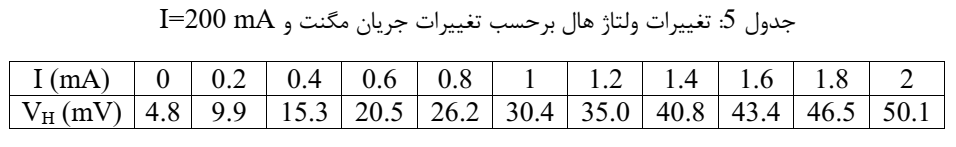 جدول 5: تغییرات ولتاژ هال برحسب تغییرات جریان مگنت و I=200 mA
I (mA) 0 0.2 0.4 0.6 0.8 1 1.2 1.4 1.6 1.8 2
VH (mV) 4.8 9.9 15.3 20.5 26.2 30.4 35.0 40.8 43.4 46.5 50.1